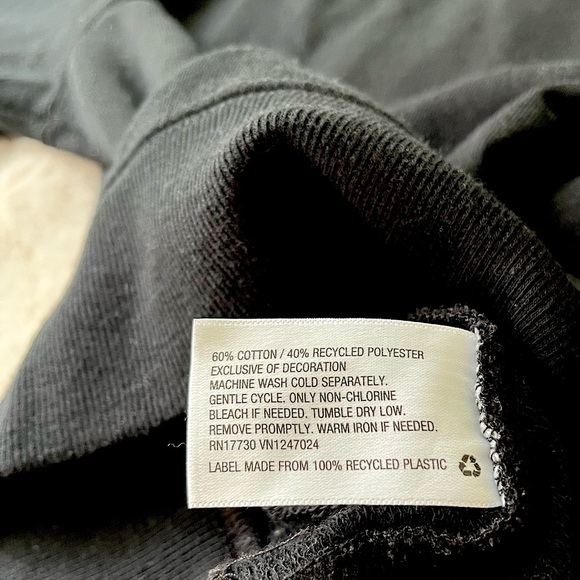 60% COTTON / 40% RECYCLED POLYESTER
EXCLUSIVE OF DECORATION
MACHINE WASH COLD SEPARATELY.
GENTLE CYCLE. ONLY NON-CHLORINE
BLEACH IF NEEDED. TUMBLE DRY LOW.
REMOVE PROMPTLY. WARM IRON IF NEEDED.
RN17730 VN1247024
LABEL MADE FROM 100% RECYCLED PLASTIC